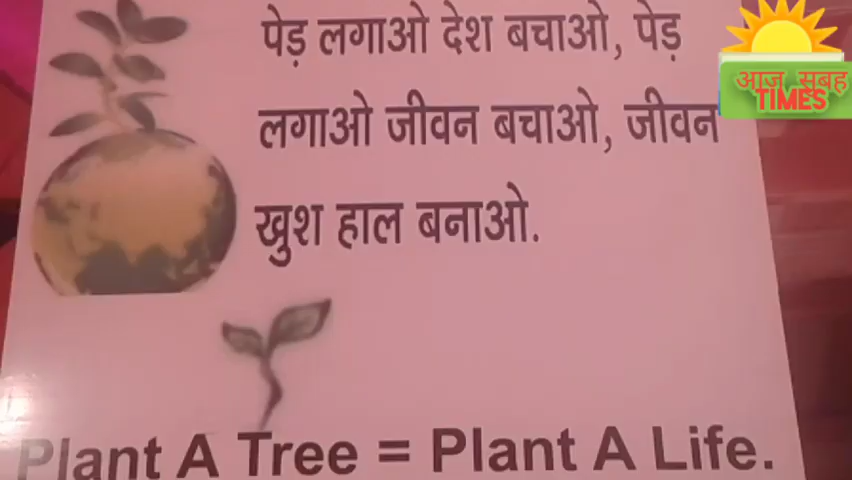 पेड़ लगाओ देश बचाओ, पेड़
लगाओ जीवन बचाओ, जीवन
खुश हाल बनाओ.
Plant A Tree = Plant A Life.
आज सुबह
TIMES